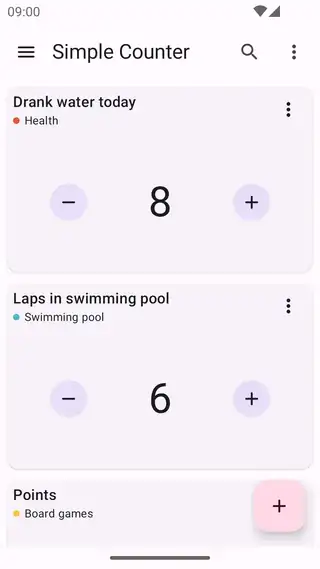 09:00
Simple Counter
Drank water today
Health
8
Laps in swimming pool
Swimming pool
6
Points
Board games